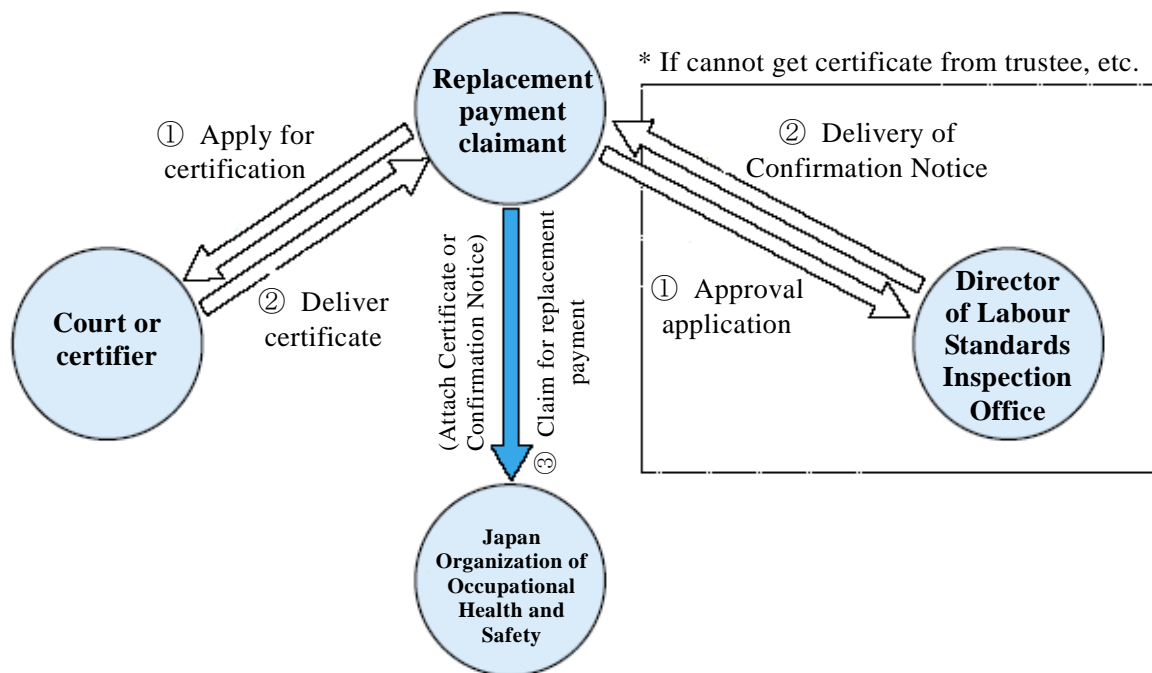 * If cannot get certificate from trustee, etc.
Replacement
payment
claimant
① Apply for
certification
② Deliver
certificate
Court or
certifier
(Attach Certificate or
Confirmation Notice)
③ Claim for replacement
payment
② Delivery of
Confirmation Notice
① Approval
application
Director
of Labour
Standards
Inspection
Office
Japan
Organization of
Occupational
Health and
Safety